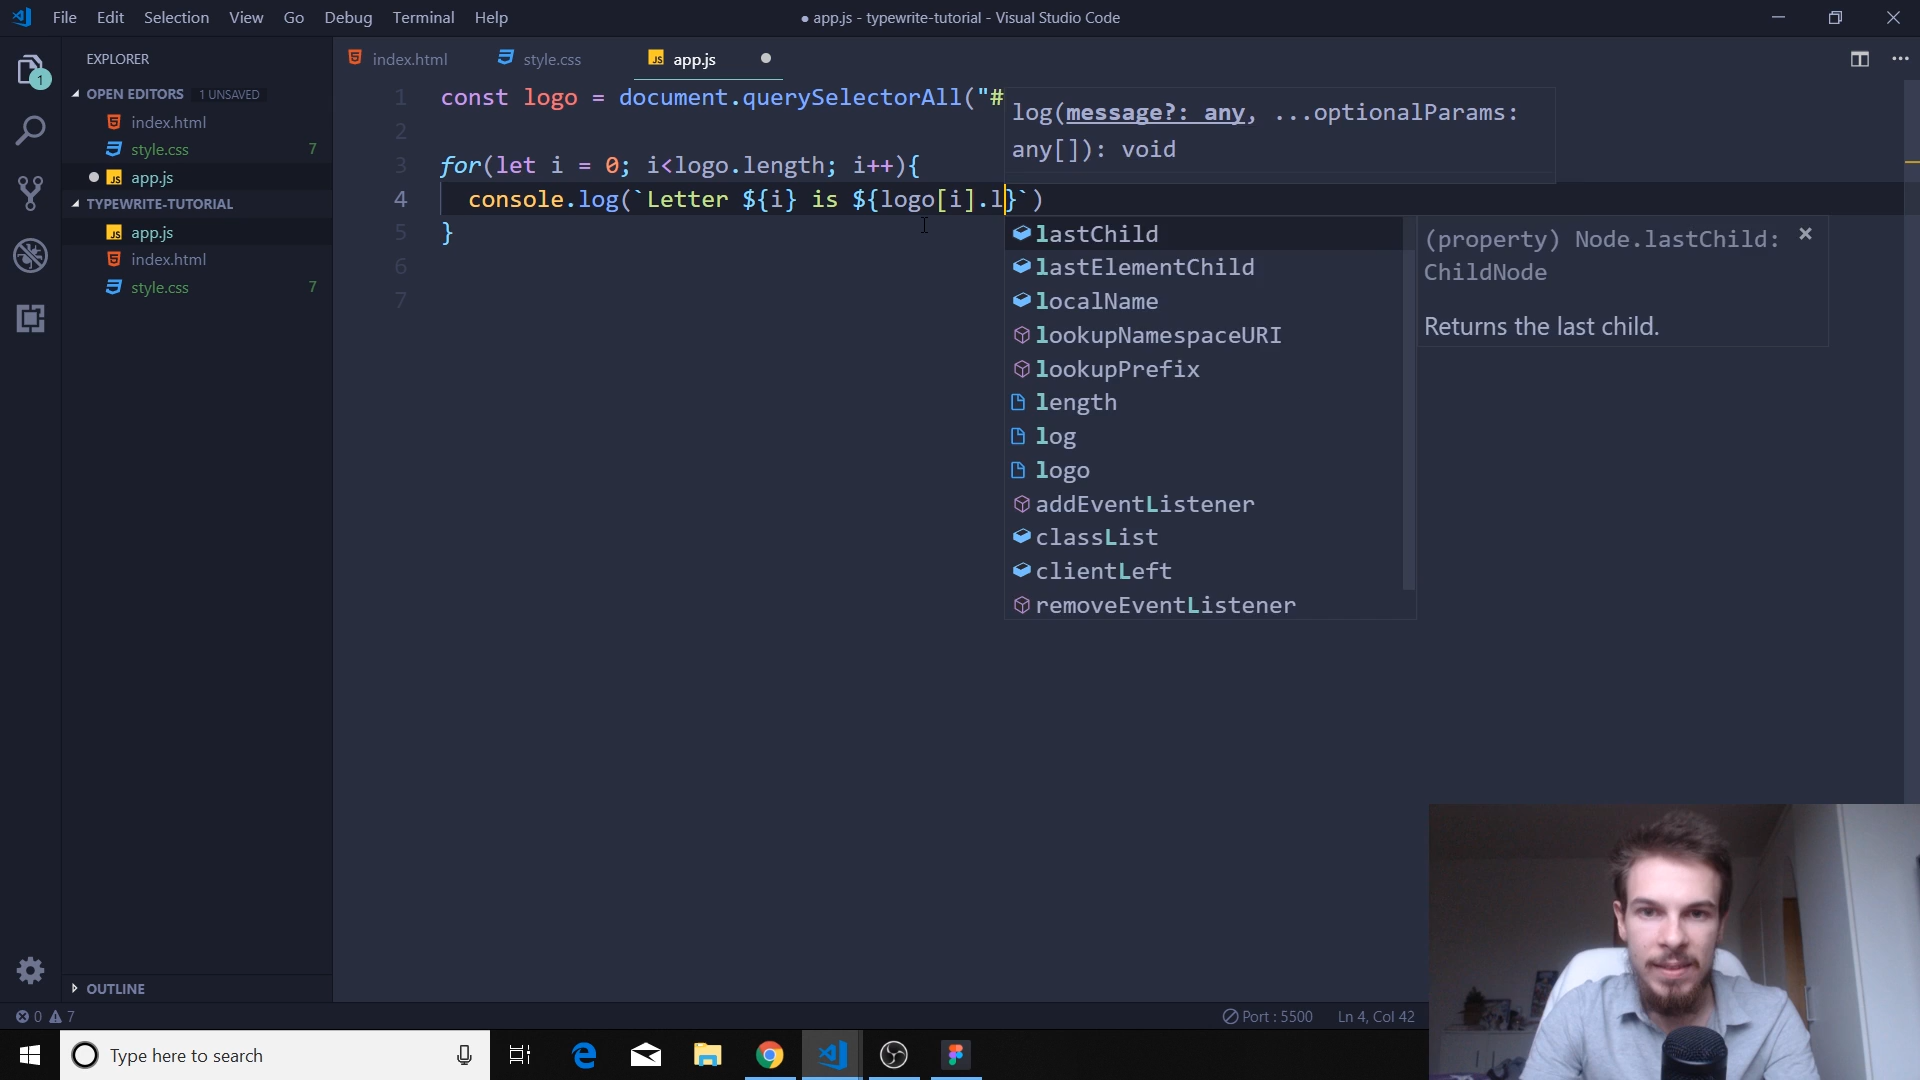 File Edit Selection View Go Debug Terminal Help
● app.js - typewrite-tutorial - Visual Studio Code
EXPLORER
OPEN EDITORS 1 UNSAVED
index.html
style.css 7
app.js
TYPEWRITE-TUTORIAL
app.js
index.html
style.css 7
OUTLINE
index.html style.css app.js
1 const logo = document.querySelectorAll("#
2
3 for(let i = 0; i<logo.length; i++){
4 console.log(`Letter ${i} is ${logo[i].l}`)
5 }
6
7
log(message?: any, ...optionalParams:
any[]): void
lastChild
lastElementChild
localName
lookupNamespaceURI
lookupPrefix
length
log
logo
addEventListener
classList
clientLeft
removeEventListener
(property) Node.lastChild:
ChildNode
Returns the last child.
1
0 7
Port : 5500 Ln 4, Col 42
Type here to search